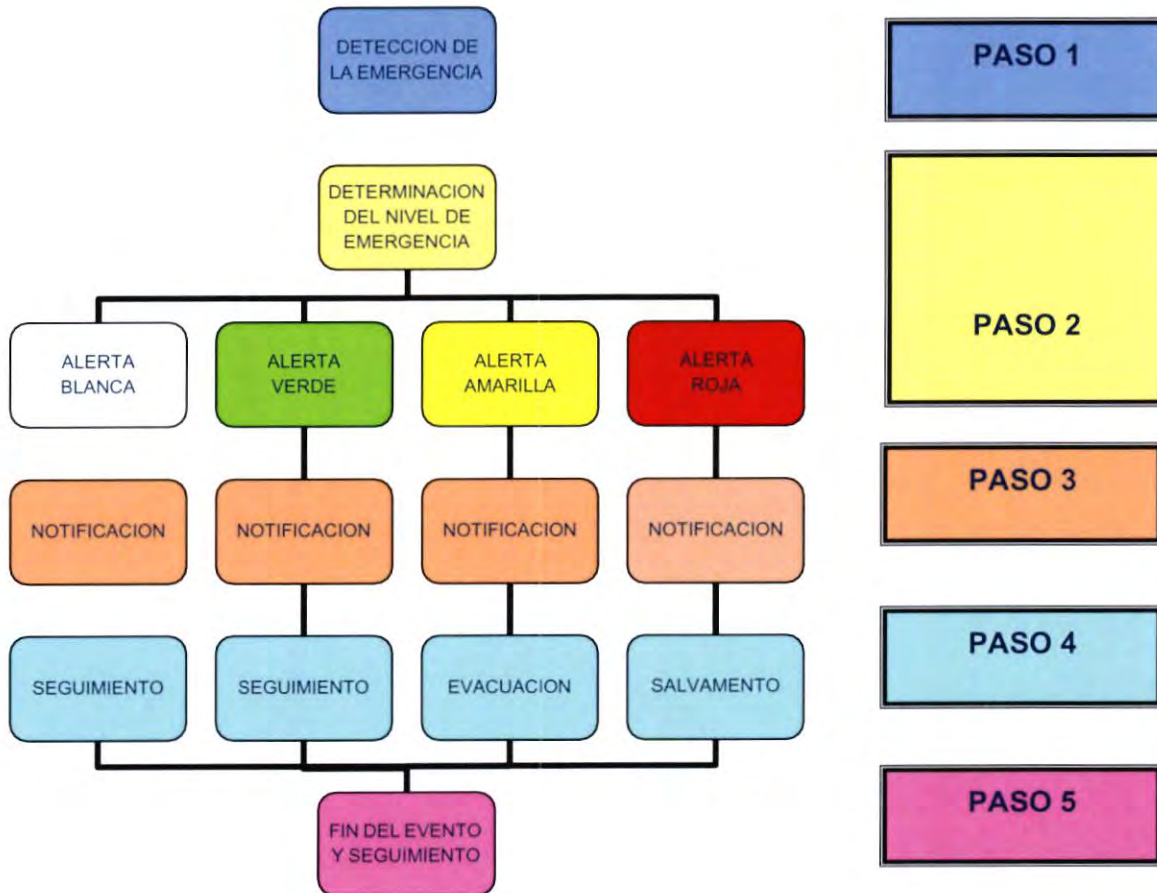 DETECCION DE
LA EMERGENCIA
PASO 1
DETERMINACION
DEL NIVEL DE
EMERGENCIA
PASO 2
ALERTA
BLANCA
ALERTA
VERDE
ALERTA
AMARILLA
ALERTA
ROJA
NOTIFICACION
NOTIFICACION
NOTIFICACION
NOTIFICACION
PASO 3
SEGUIMIENTO
SEGUIMIENTO
EVACUACION
SALVAMENTO
PASO 4
FIN DEL EVENTO
Y SEGUIMIENTO
PASO 5